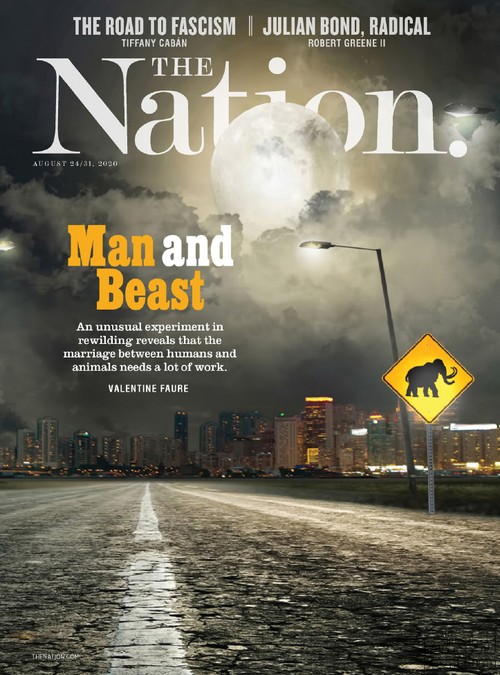 THE ROAD TO FASCISM || JULIAN BOND, RADICAL
TIFFANY CABÁN ROBERT GREENE II
THE
Nation.
AUGUST 24/31, 2020
Man and
Beast
An unusual experiment in
rewilding reveals that the
marriage between humans and
animals needs a lot of work.
VALENTINE FAURE
THENATION.COM